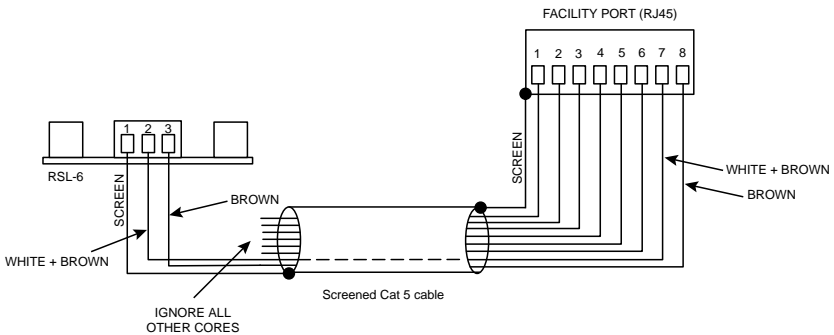 FACILITY PORT (RJ45)
1 2 3 4 5 6 7 8
1 2 3
RSL-6
SCREEN
SCREEN
WHITE + BROWN
BROWN
BROWN
WHITE + BROWN
Screened Cat 5 cable
IGNORE ALL
OTHER CORES